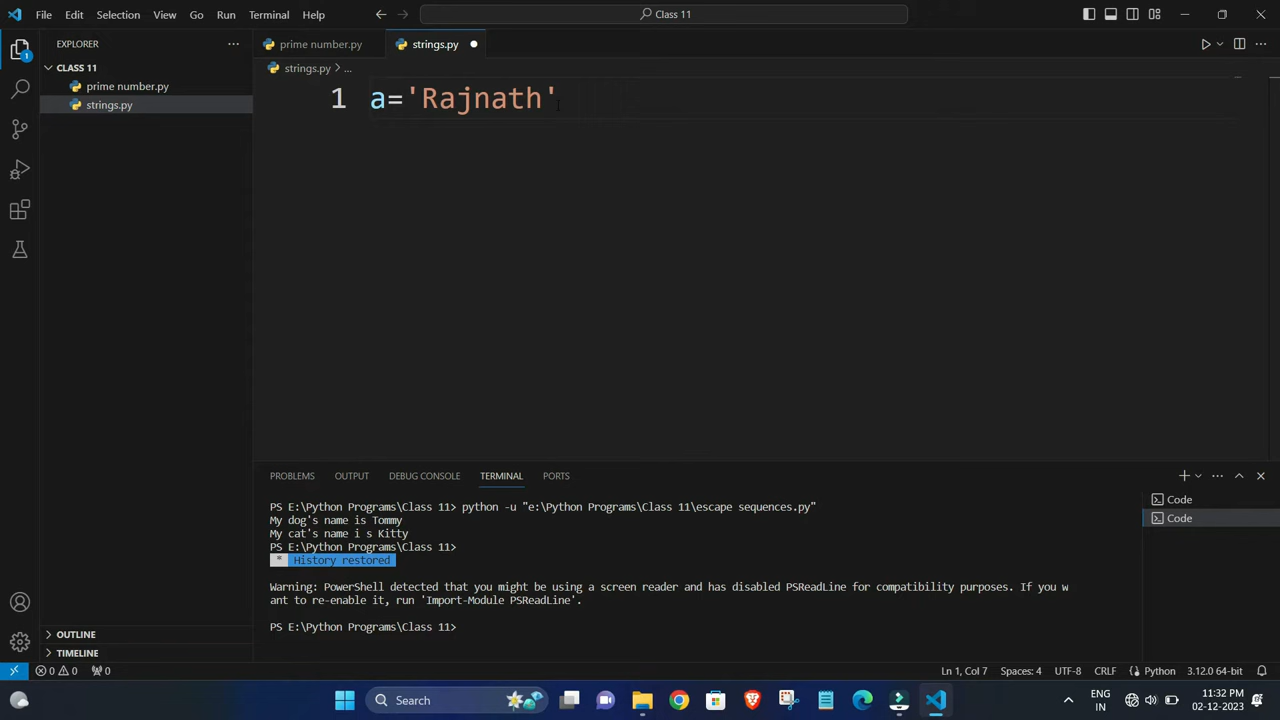 File Edit Selection View Go Run Terminal Help Class 11
EXPLORER
1
CLASS 11
prime number.py
strings.py
OUTLINE
TIMELINE
prime number.py strings.py
strings.py > ...
1 a='Rajnath'
PROBLEMS OUTPUT DEBUG CONSOLE TERMINAL PORTS
PS E:\Python Programs\Class 11> python -u "e:\Python Programs\Class 11\escape sequences.py"
My dog's name is Tommy
My cat's name i s Kitty
PS E:\Python Programs\Class 11>
* History restored
Warning: PowerShell detected that you might be using a screen reader and has disabled PSReadLine for compatibility purposes. If you w
ant to re-enable it, run 'Import-Module PSReadLine'.
PS E:\Python Programs\Class 11>
Code
Code
0 0 0 Ln 1, Col 7 Spaces: 4 UTF-8 CRLF Python 3.12.0 64-bit
Search
ENG
IN
11:32 PM
02-12-2023